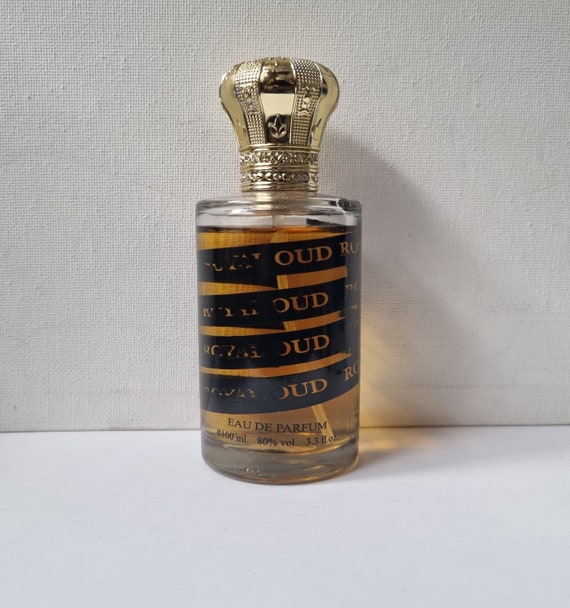 ROYAL OUD RO
ROYAL OUD
ROYAL OUD
ROYAL OUD RO
EAU DE PARFUM
℮100 ml. 80% vol. 3.3 fl.oz